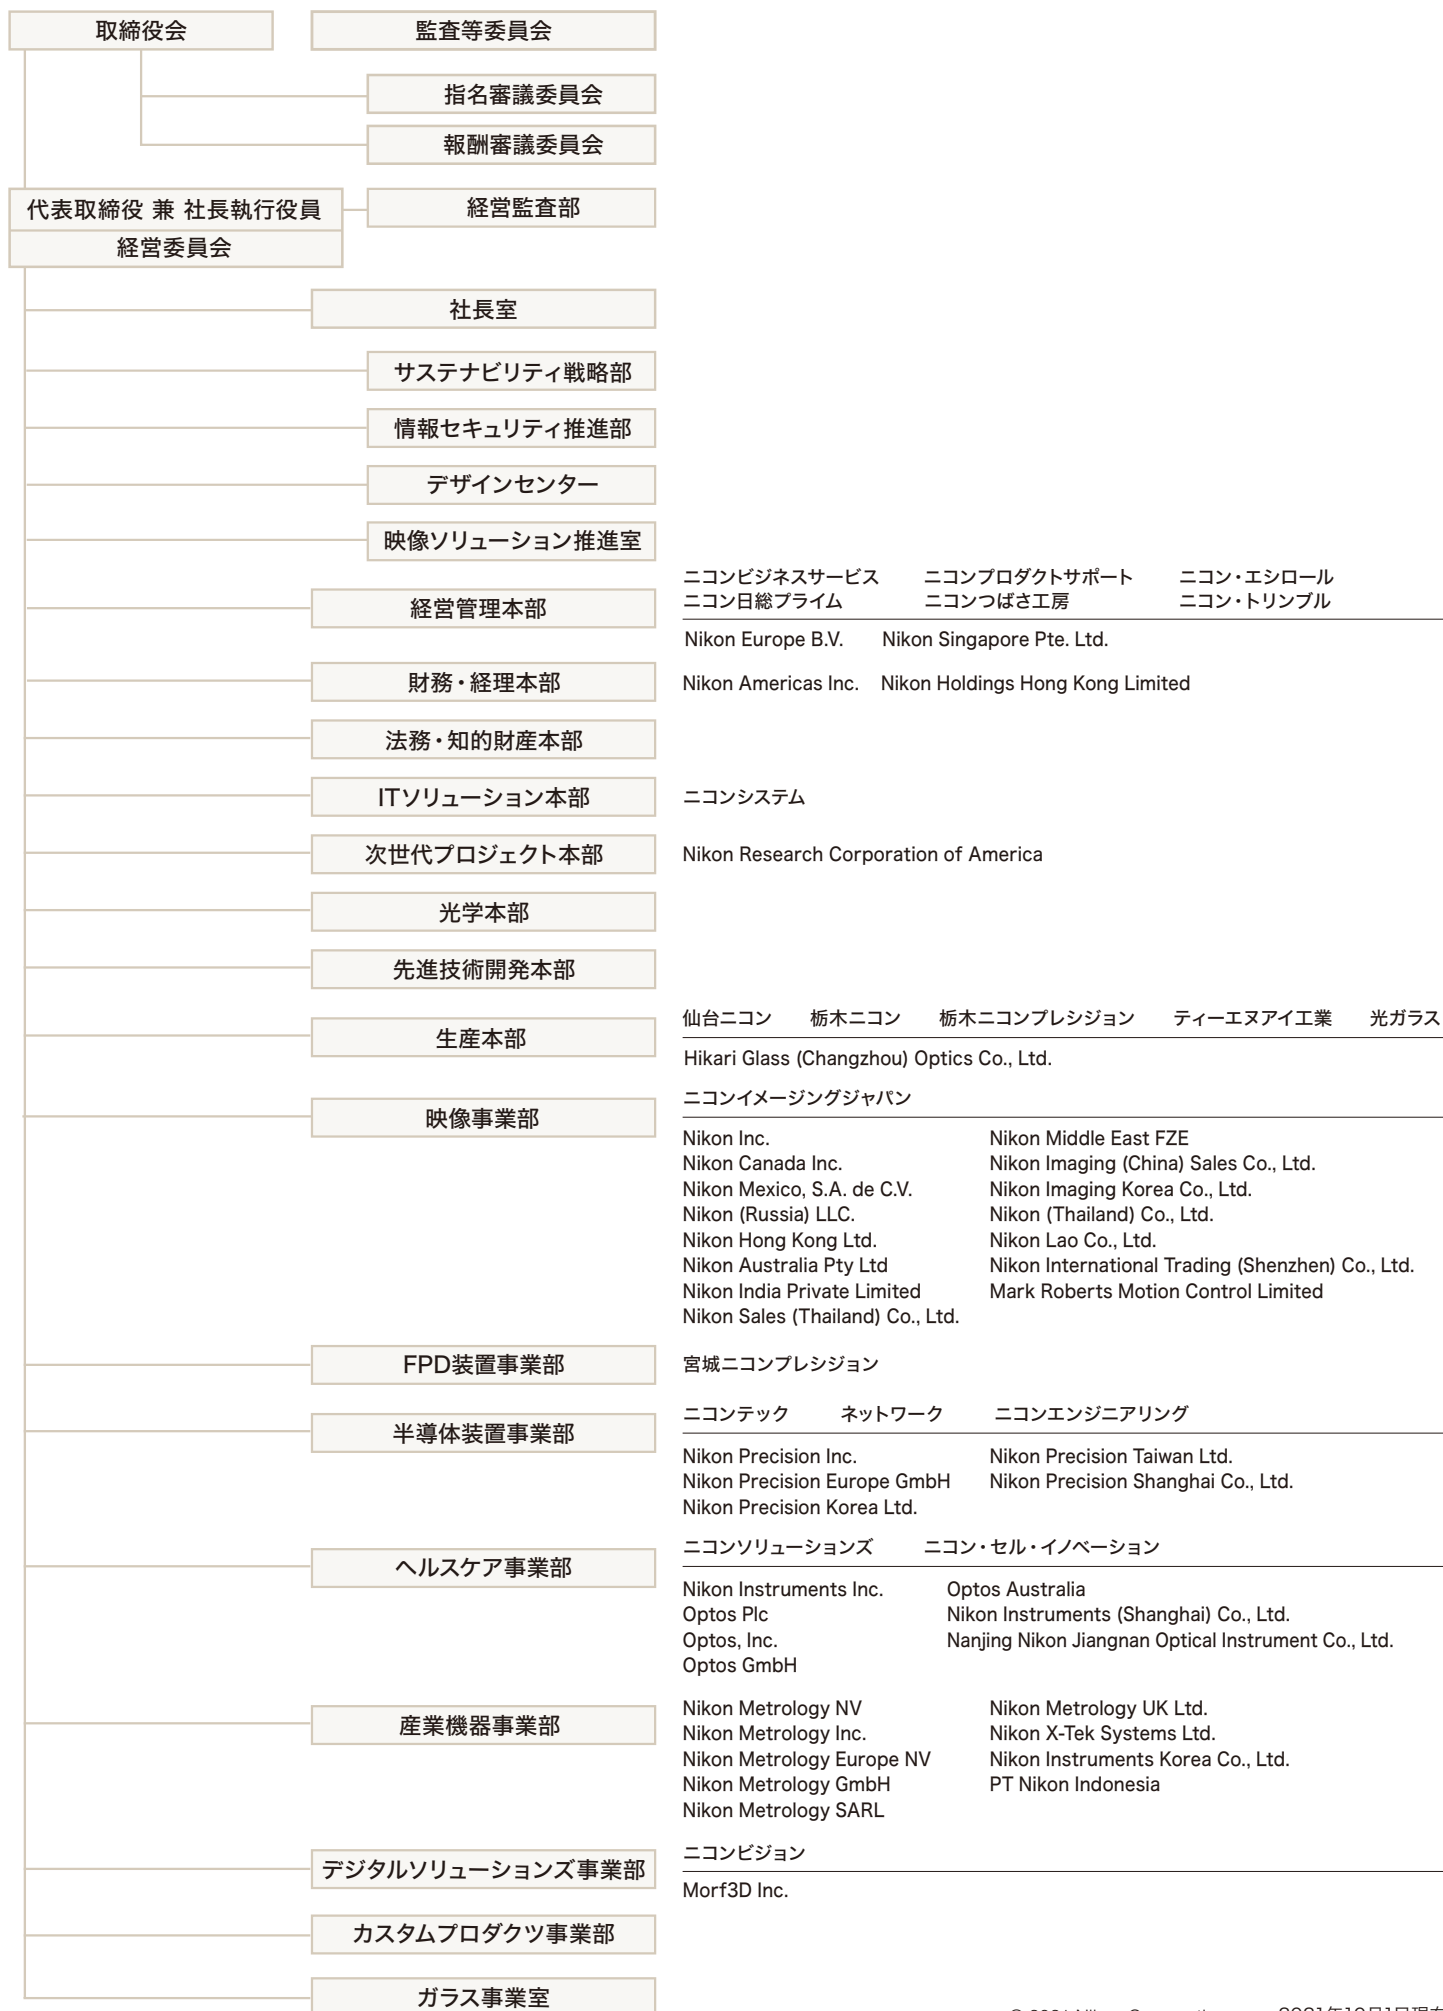 取締役会
監査等委員会
指名審議委員会
報酬審議委員会
代表取締役 兼 社長執行役員
経営監査部
経営委員会
社長室
サステナビリティ戦略部
情報セキュリティ推進部
デザインセンター
映像ソリューション推進室
経営管理本部
ニコンビジネスサービス ニコンプロダクトサポート ニコン・エシロール
ニコン日総プライム ニコンつばさ工房 ニコン・トリンブル
Nikon Europe B.V. Nikon Singapore Pte. Ltd.
財務・経理本部
Nikon Americas Inc. Nikon Holdings Hong Kong Limited
法務・知的財産本部
ITソリューション本部
ニコンシステム
次世代プロジェクト本部
Nikon Research Corporation of America
光学本部
先進技術開発本部
生産本部
仙台ニコン 栃木ニコン 栃木ニコンプレシジョン ティーエヌアイ工業 光ガラス
Hikari Glass (Changzhou) Optics Co., Ltd.
映像事業部
ニコンイメージングジャパン
Nikon Inc. Nikon Middle East FZE
Nikon Canada Inc. Nikon Imaging (China) Sales Co., Ltd.
Nikon Mexico, S.A. de C.V. Nikon Imaging Korea Co., Ltd.
Nikon (Russia) LLC. Nikon (Thailand) Co., Ltd.
Nikon Hong Kong Ltd. Nikon Lao Co., Ltd.
Nikon Australia Pty Ltd Nikon International Trading (Shenzhen) Co., Ltd.
Nikon India Private Limited Mark Roberts Motion Control Limited
Nikon Sales (Thailand) Co., Ltd.
FPD装置事業部
宮城ニコンプレシジョン
半導体装置事業部
ニコンテック ネットワーク ニコンエンジニアリング
Nikon Precision Inc. Nikon Precision Taiwan Ltd.
Nikon Precision Europe GmbH Nikon Precision Shanghai Co., Ltd.
Nikon Precision Korea Ltd.
ヘルスケア事業部
ニコンソリューションズ ニコン・セル・イノベーション
Nikon Instruments Inc. Optos Australia
Optos Plc Nikon Instruments (Shanghai) Co., Ltd.
Optos, Inc. Nanjing Nikon Jiangnan Optical Instrument Co., Ltd.
Optos GmbH
産業機器事業部
Nikon Metrology NV Nikon Metrology UK Ltd.
Nikon Metrology Inc. Nikon X-Tek Systems Ltd.
Nikon Metrology Europe NV Nikon Instruments Korea Co., Ltd.
Nikon Metrology GmbH PT Nikon Indonesia
Nikon Metrology SARL
デジタルソリューションズ事業部
ニコンビジョン
Morf3D Inc.
カスタムプロダクツ事業部
ガラス事業室